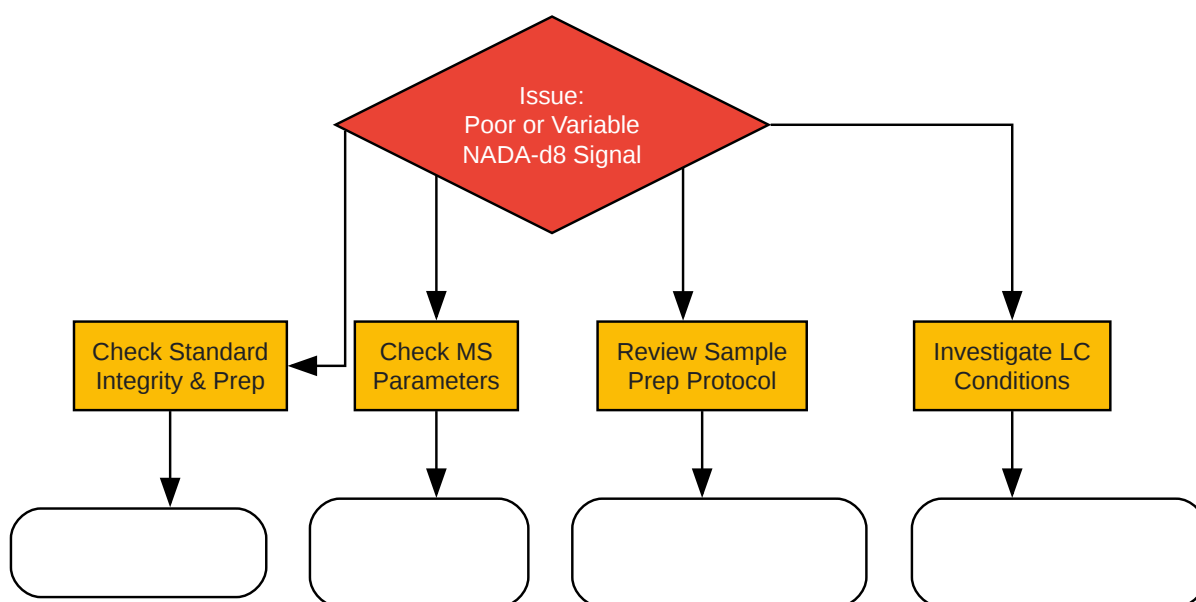 Issue:
Poor or Variable
NADA-d8 Signal
Check Standard
Integrity & Prep
Check MS
Parameters
Review Sample
Prep Protocol
Investigate LC
Conditions